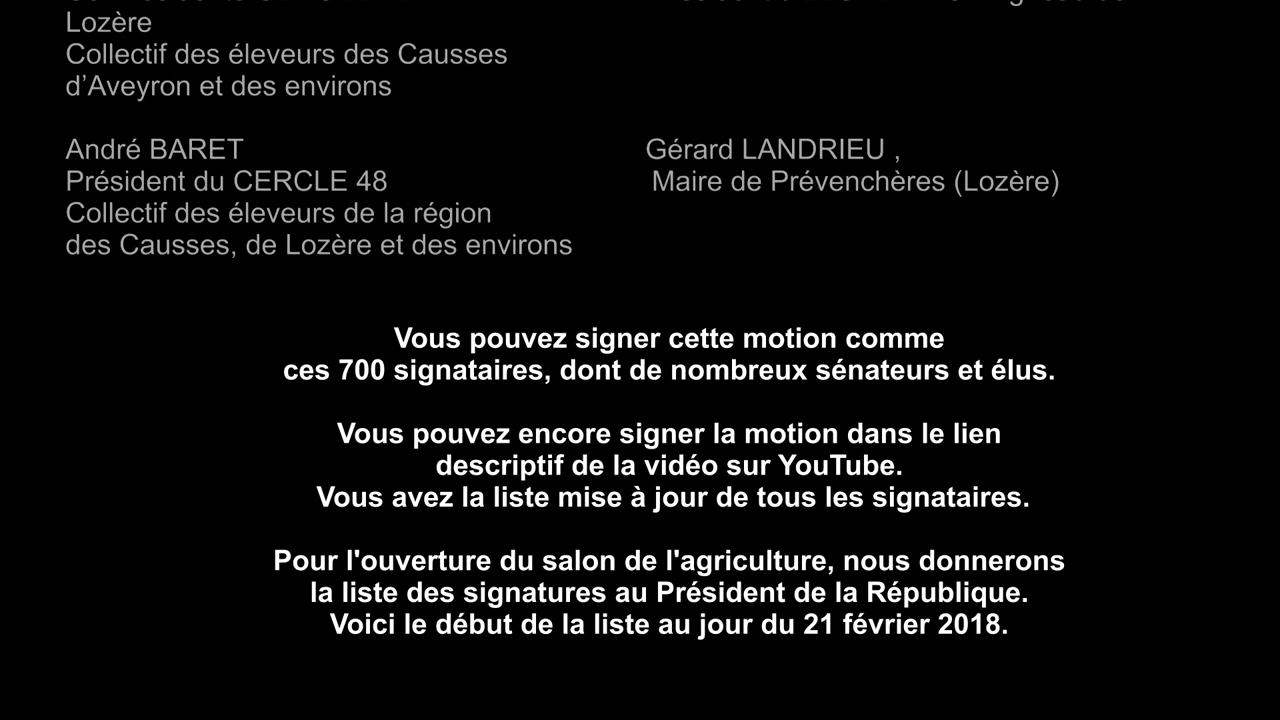 Lozère
Collectif des éleveurs des Causses
d’Aveyron et des environs
André BARET
Président du CERCLE 48
Collectif des éleveurs de la région
des Causses, de Lozère et des environs
Gérard LANDRIEU ,
Maire de Prévenchères (Lozère)
Vous pouvez signer cette motion comme
ces 700 signataires, dont de nombreux sénateurs et élus.
Vous pouvez encore signer la motion dans le lien
descriptif de la vidéo sur YouTube.
Vous avez la liste mise à jour de tous les signataires.
Pour l'ouverture du salon de l'agriculture, nous donnerons
la liste des signatures au Président de la République.
Voici le début de la liste au jour du 21 février 2018.